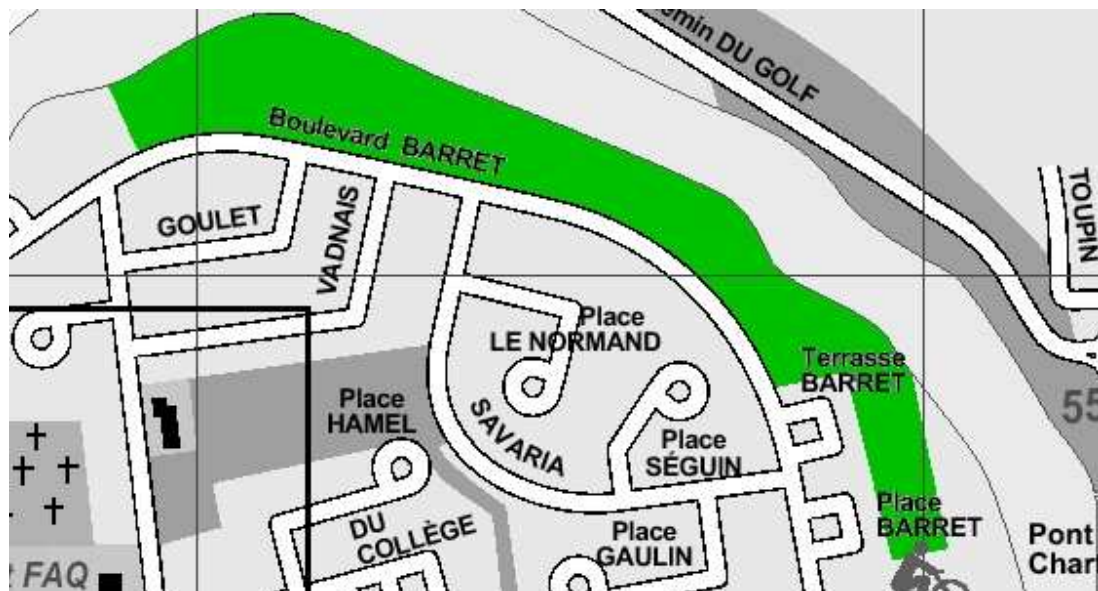 emin DU GOLF
Boulevard BARRET
TOUPIN
GOULET
VADNAIS
Place
LE NORMAND
Terrasse
BARRET
Place
HAMEL
55
SAVARIA
Place
SÉGUIN
Place
BARRET
DU
COLLÈGE
Place
GAULIN
Pont
Char
FAQ